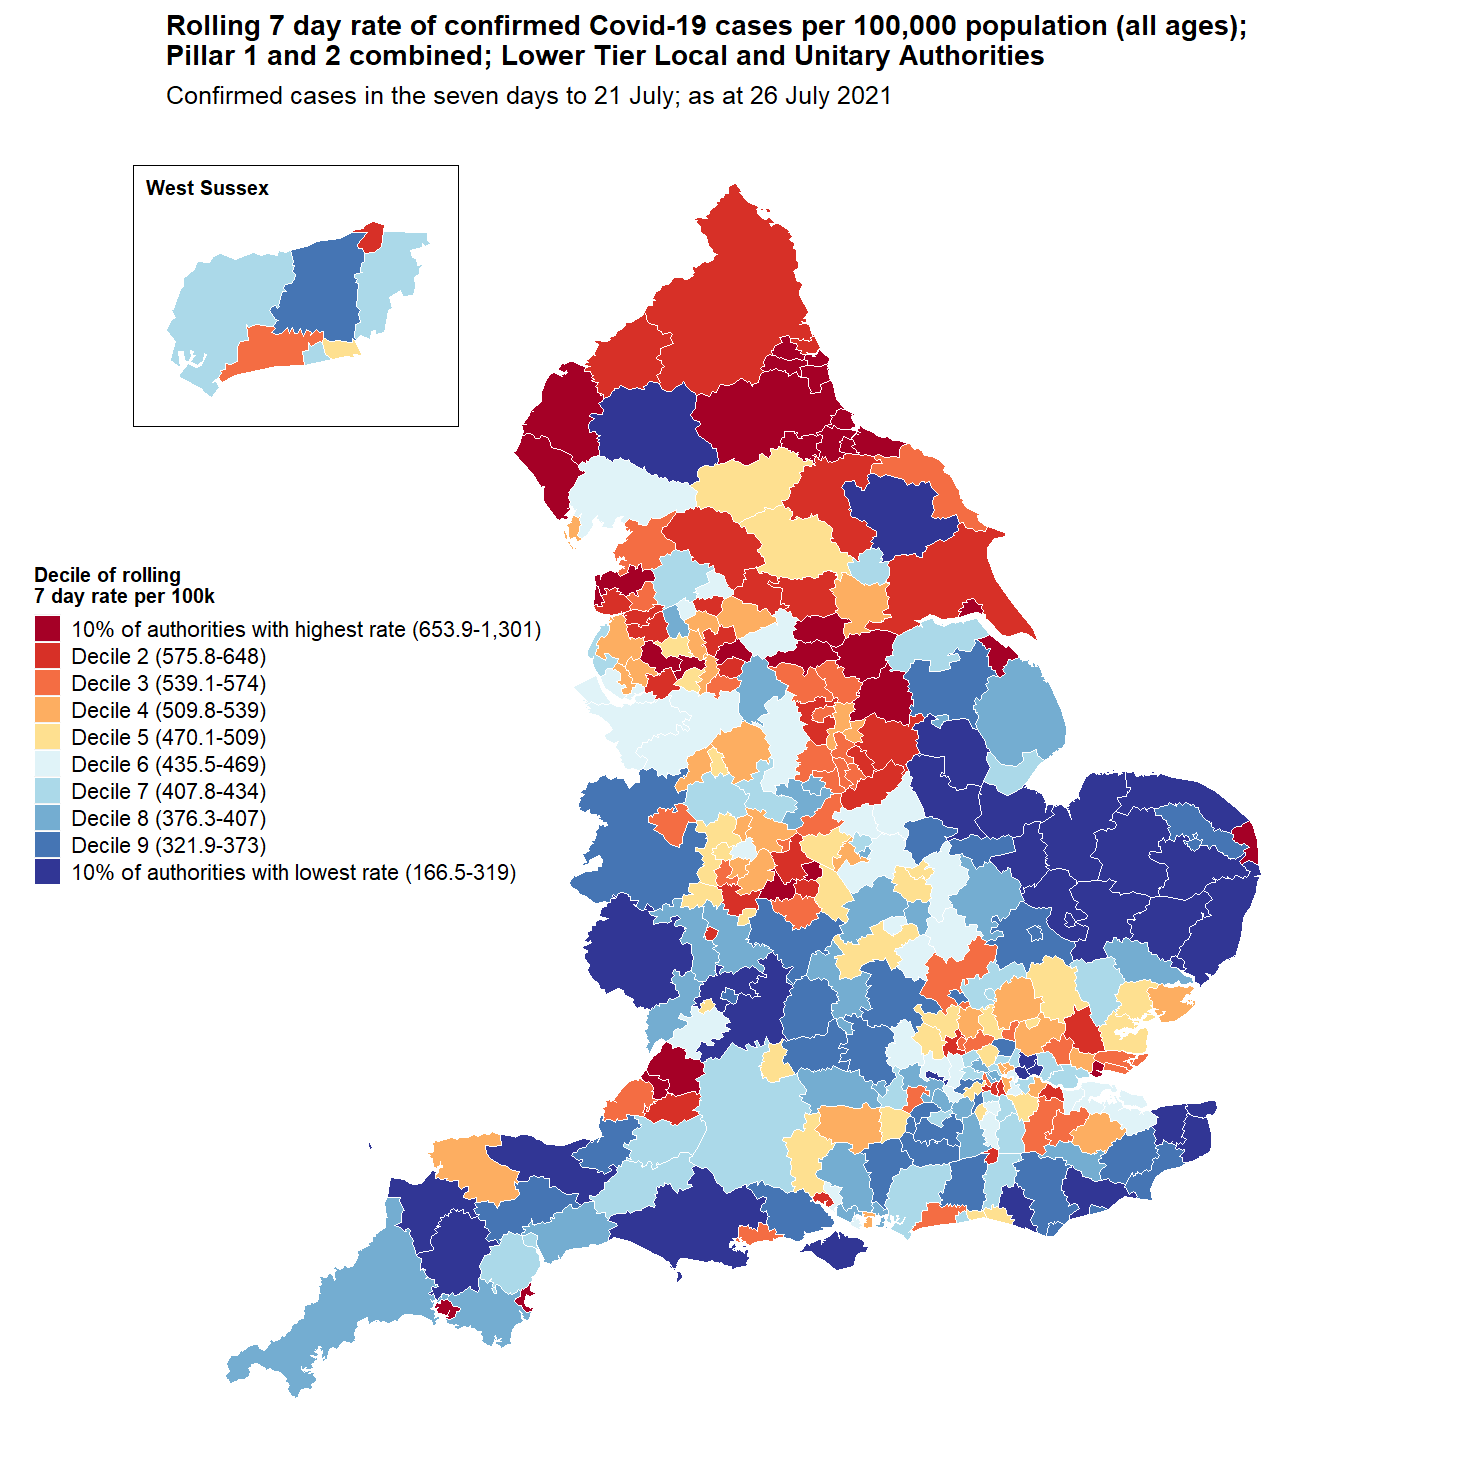 Rolling 7 day rate of confirmed Covid-19 cases per 100,000 population (all ages);
Pillar 1 and 2 combined; Lower Tier Local and Unitary Authorities
Confirmed cases in the seven days to 21 July; as at 26 July 2021
West Sussex
Decile of rolling
7 day rate per 100k
10% of authorities with highest rate (653.9-1,301)
Decile 2 (575.8-648)
Decile 3 (539.1-574)
Decile 4 (509.8-539)
Decile 5 (470.1-509)
Decile 6 (435.5-469)
Decile 7 (407.8-434)
Decile 8 (376.3-407)
Decile 9 (321.9-373)
10% of authorities with lowest rate (166.5-319)